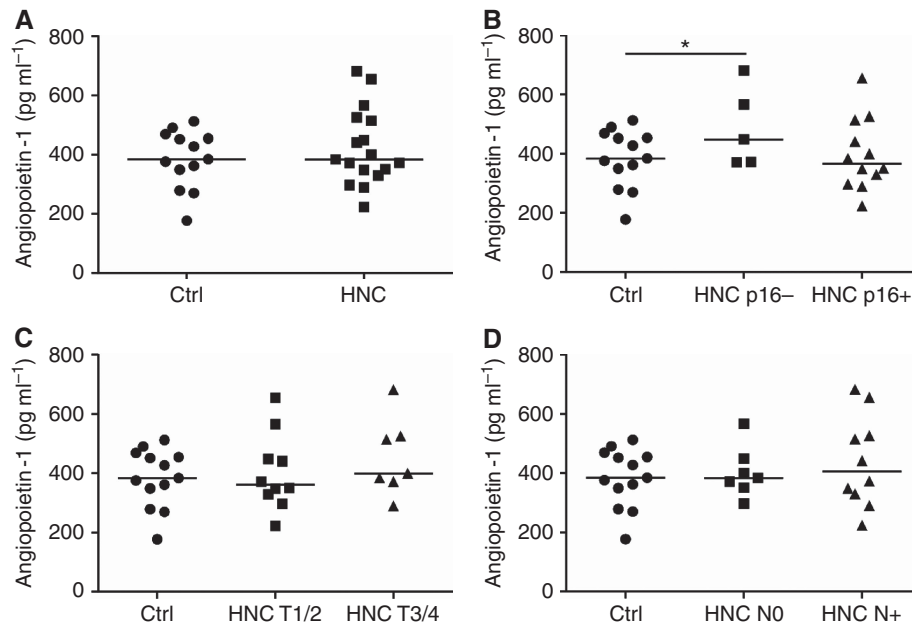 A
Angiopoietin -1 (pg ml⁻¹)
800
600
400
200
0
Ctrl HNC
B
Angiopoietin -1 (pg ml⁻¹)
800
600
400
200
0
*
Ctrl HNC p16– HNC p16+
C
Angiopoietin -1 (pg ml⁻¹)
800
600
400
200
0
Ctrl HNC T1/2 HNC T3/4
D
Angiopoietin -1 (pg ml⁻¹)
800
600
400
200
0
Ctrl HNC N0 HNC N+